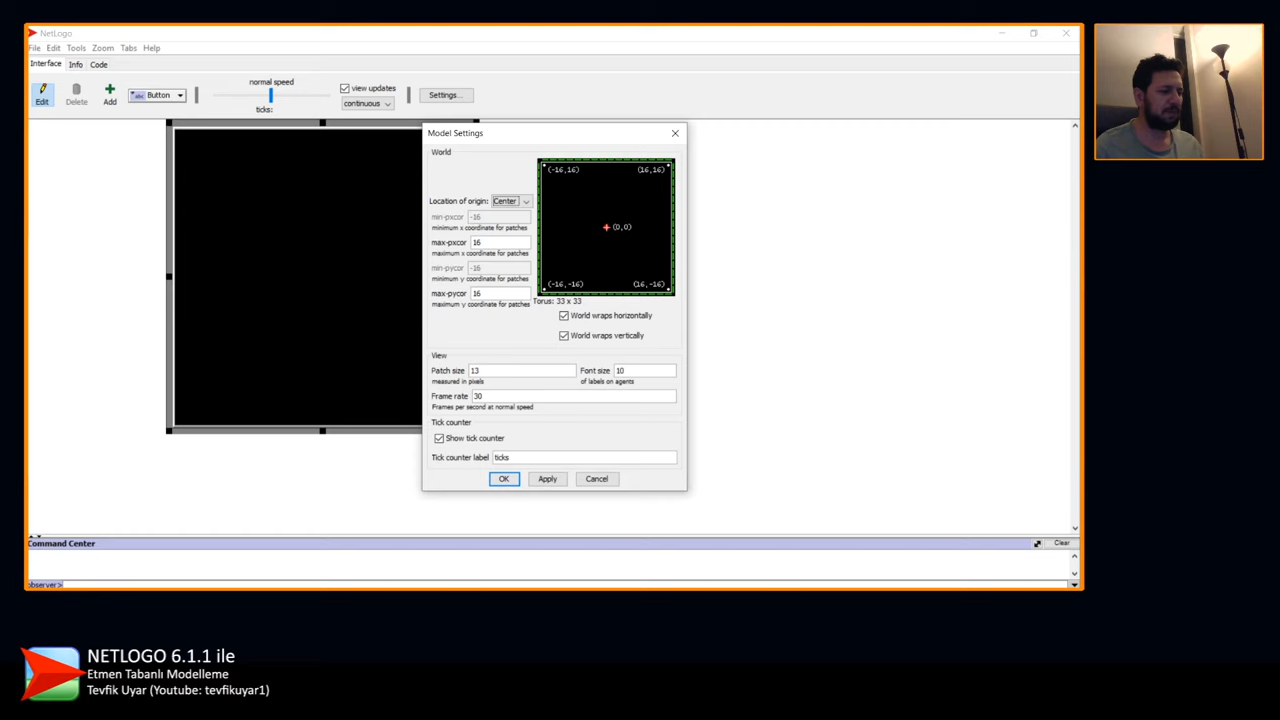 NetLogo
File Edit Tools Zoom Tabs Help
Interface Info Code
Edit Delete Add abc Button
normal speed
ticks:
view updates
continuous
Settings...
Model Settings
World
Location of origin: Center
min-pxcor -16
minimum x coordinate for patches
max-pxcor 16
maximum x coordinate for patches
min-pycor -16
minimum y coordinate for patches
max-pycor 16
maximum y coordinate for patches
(-16,16) (16,16)
(0,0)
(-16,-16) (16,-16)
Torus: 33 x 33
World wraps horizontally
World wraps vertically
View
Patch size 13 Font size 10
measured in pixels of labels on agents
Frame rate 30
Frames per second at normal speed
Tick counter
Show tick counter
Tick counter label ticks
OK Apply Cancel
Command Center Clear
observer>
NETLOGO 6.1.1 ile
Etmen Tabanlı Modelleme
Tevfik Uyar (Youtube: tevfikuyar1)